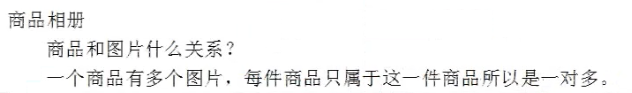 商品相册
商品和图片什么关系？
一个商品有多个图片，每件商品只属于这一件商品所以是一对多。